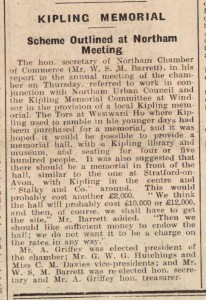 KIPLING MEMORIAL
Scheme Outlined at Northam
Meeting
The hon. secretary of Northam Chamber
of Commerce (Mr. W. S. M. Barrett), in his
report to the annual meeting of the cham-
ber on Thursday, referred to work in con-
junction with Northam Urban Council and
the Kipling Memorial Committee at Wind-
sor in the provision of a local Kipling mem-
orial. The Tors at Westward Ho where Kip-
ling used to ramble in his younger days had
been purchased for a memorial, and it was
hoped it would be possible to provide a
memorial hall, with a Kipling library and
museum, and seating for four or five
hundred people. It was also suggested that
there should be a memorial in front of the
hall, similar to the one at Stratford-on-
Avon, with Kipling in the centre and
"Stalky and Co." around. "This would
probably cost another £2,000. "We think
the hall will probably cost £10,000 or £12,000,
and then, of course, we shall have to get
the site," Mr. Barrett added. "Then we
should like sufficient money to endow the
hall; we do not want it to be a charge on
the rates in any way."
Mr. A. Griffey was elected president
of the chamber; Mr. G. W. G. Hutchings and
Miss C. M. Davies vice-presidents; and Mr.
W. S. M. Barrett was re-elected hon. secre-
tary and Mr. A. Griffey hon. treasurer.